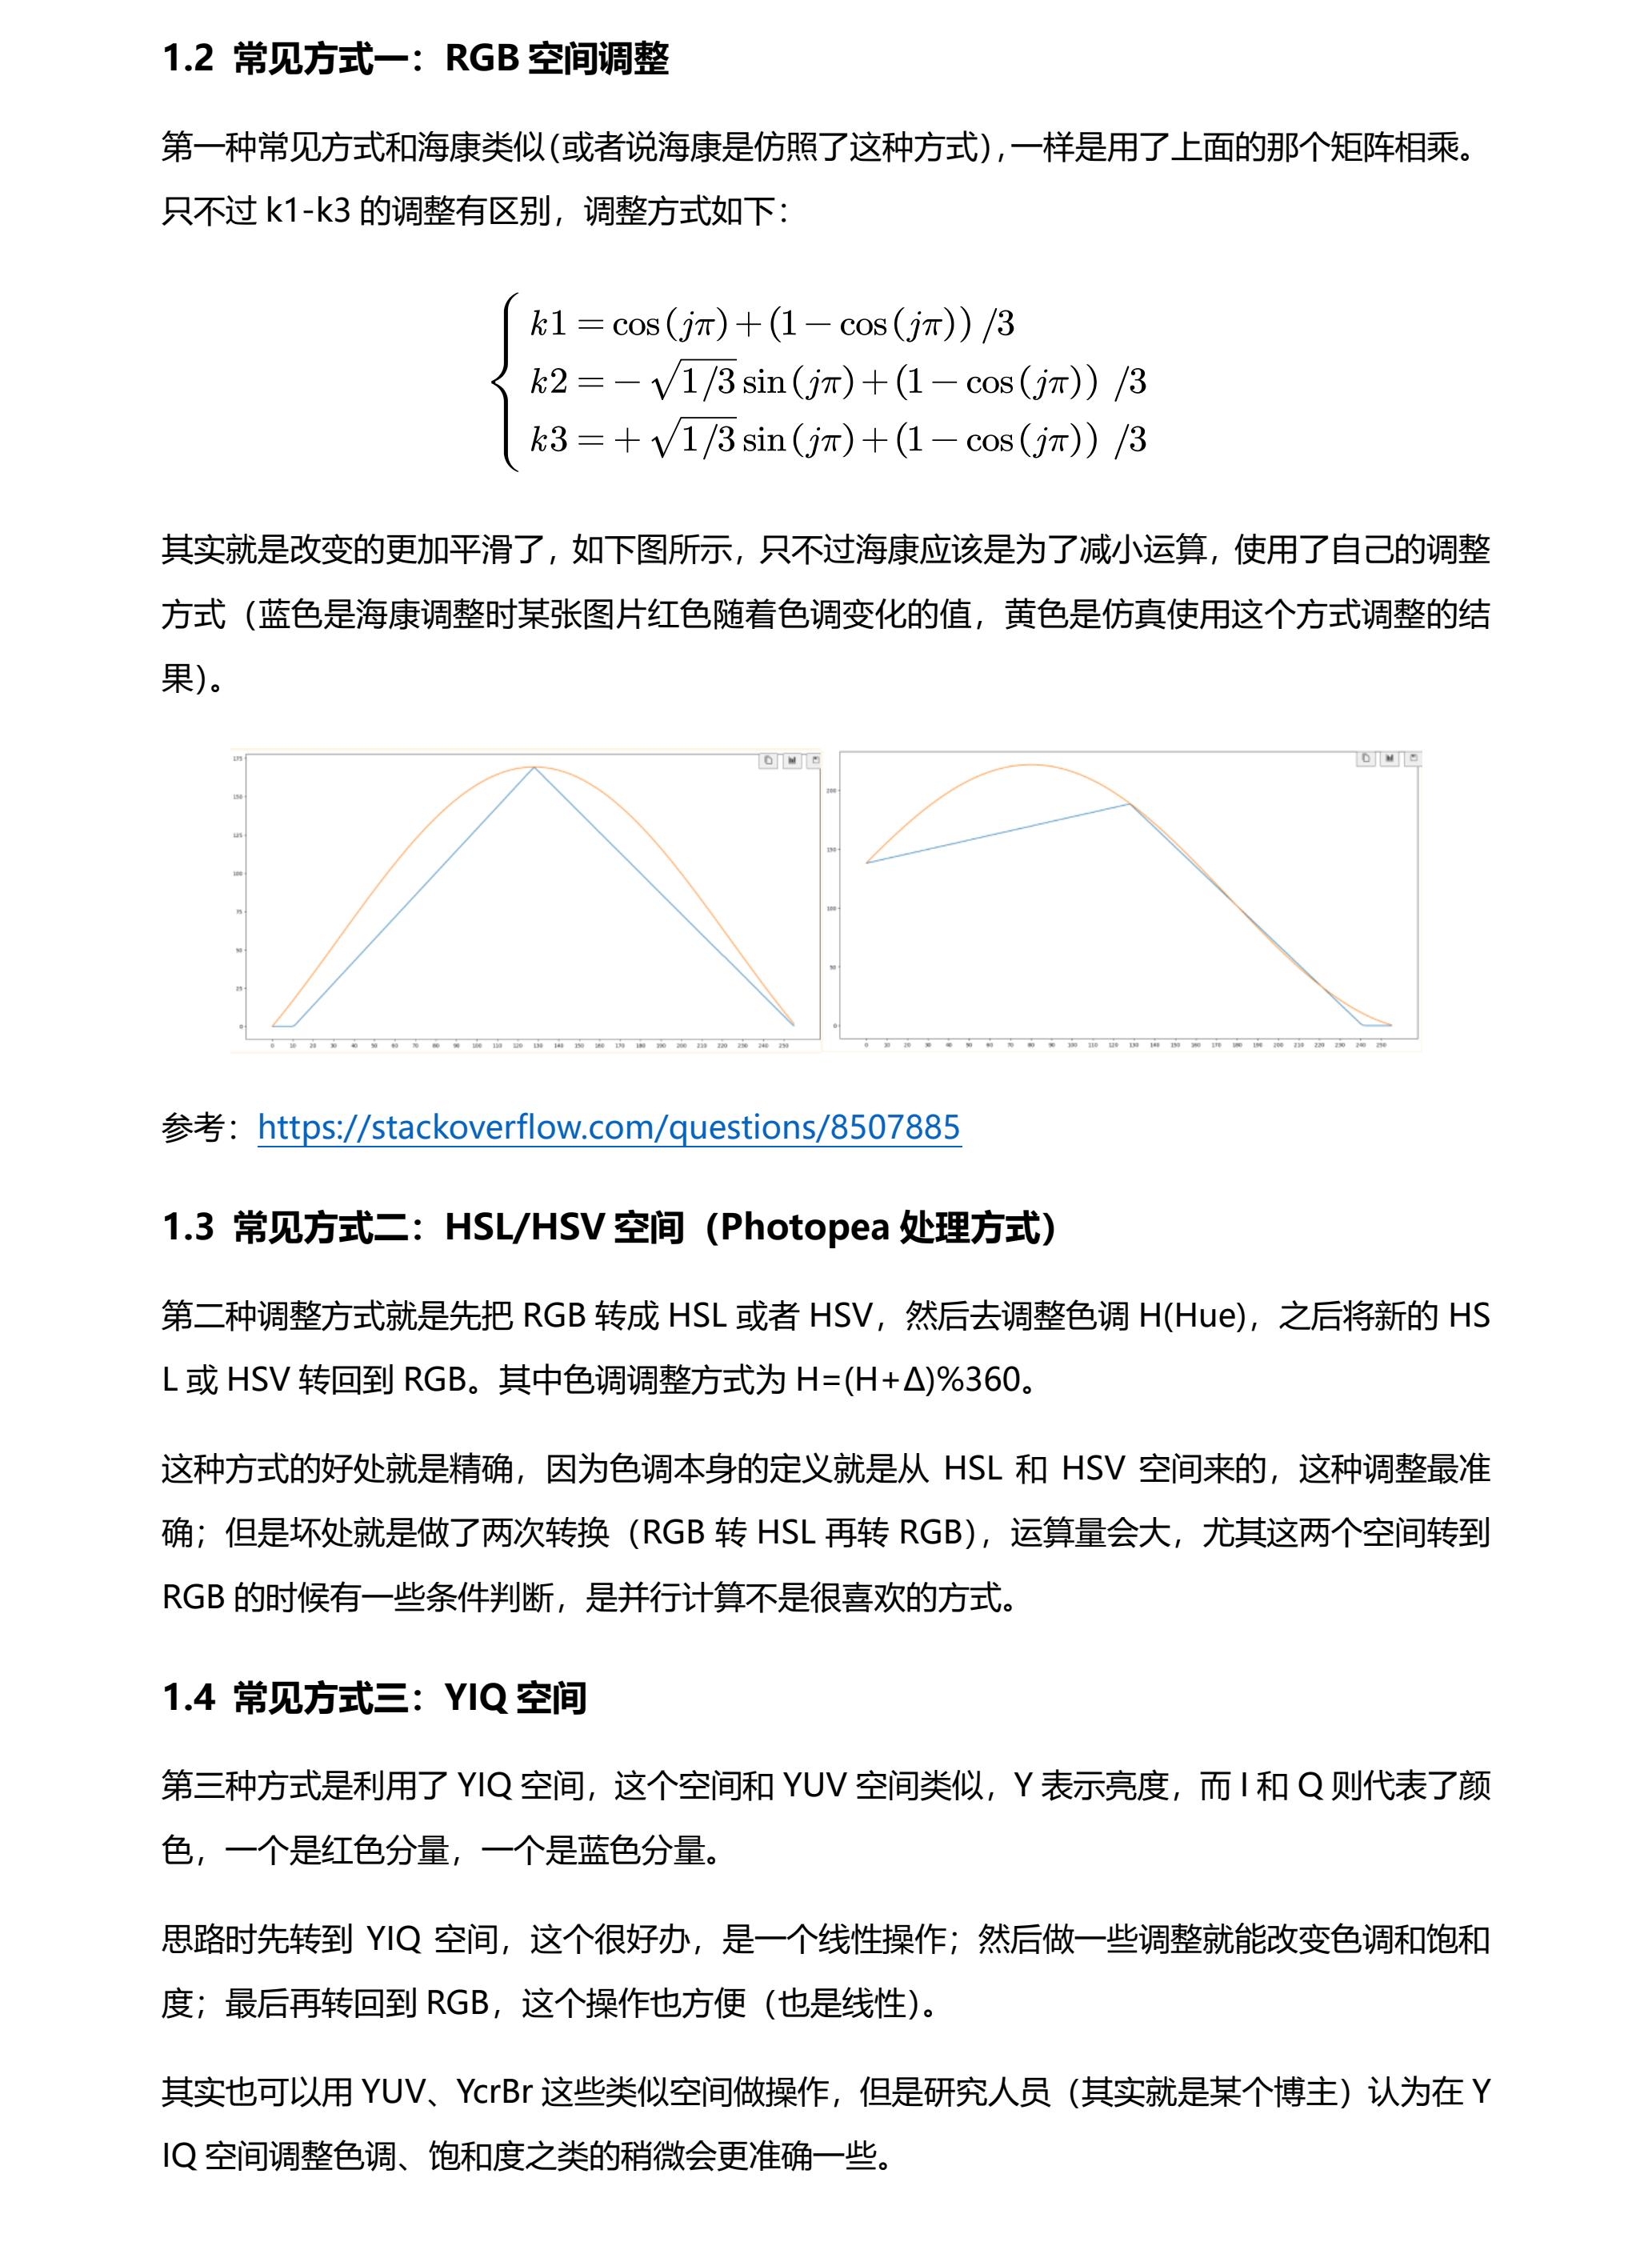 1.2 常见方式一：RGB 空间调整
第一种常见方式和海康类似（或者说海康是仿照了这种方式），一样是用了上面的那个矩阵相乘。
只不过 k1-k3 的调整有区别，调整方式如下：
k1 = cos(jπ) + (1 − cos(jπ)) /3
k2 = − √1/3 sin(jπ) + (1 − cos(jπ)) /3
k3 = + √1/3 sin(jπ) + (1 − cos(jπ)) /3
其实就是改变的更加平滑了，如下图所示，只不过海康应该是为了减小运算，使用了自己的调整
方式（蓝色是海康调整时某张图片红色随着色调变化的值，黄色是仿真使用这个方式调整的结
果）。
175
150
125
100
75
50
25
0
0 10 20 30 40 50 60 70 80 90 100 110 120 130 140 150 160 170 180 190 200 210 220 230 240 250
200
150
100
50
0
0 10 20 30 40 50 60 70 80 90 100 110 120 130 140 150 160 170 180 190 200 210 220 230 240 250
参考：https://stackoverflow.com/questions/8507885
1.3 常见方式二：HSL/HSV 空间（Photopea 处理方式）
第二种调整方式就是先把 RGB 转成 HSL 或者 HSV，然后去调整色调 H(Hue)，之后将新的 HS
L 或 HSV 转回到 RGB。其中色调调整方式为 H=(H+Δ)%360。
这种方式的好处就是精确，因为色调本身的定义就是从 HSL 和 HSV 空间来的，这种调整最准
确；但是坏处就是做了两次转换（RGB 转 HSL 再转 RGB），运算量会大，尤其这两个空间转到
RGB 的时候有一些条件判断，是并行计算不是很喜欢的方式。
1.4 常见方式三：YIQ 空间
第三种方式是利用了 YIQ 空间，这个空间和 YUV 空间类似，Y 表示亮度，而 I 和 Q 则代表了颜
色，一个是红色分量，一个是蓝色分量。
思路时先转到 YIQ 空间，这个很好办，是一个线性操作；然后做一些调整就能改变色调和饱和
度；最后再转回到 RGB，这个操作也方便（也是线性）。
其实也可以用 YUV、YcrBr 这些类似空间做操作，但是研究人员（其实就是某个博主）认为在 Y
IQ 空间调整色调、饱和度之类的稍微会更准确一些。